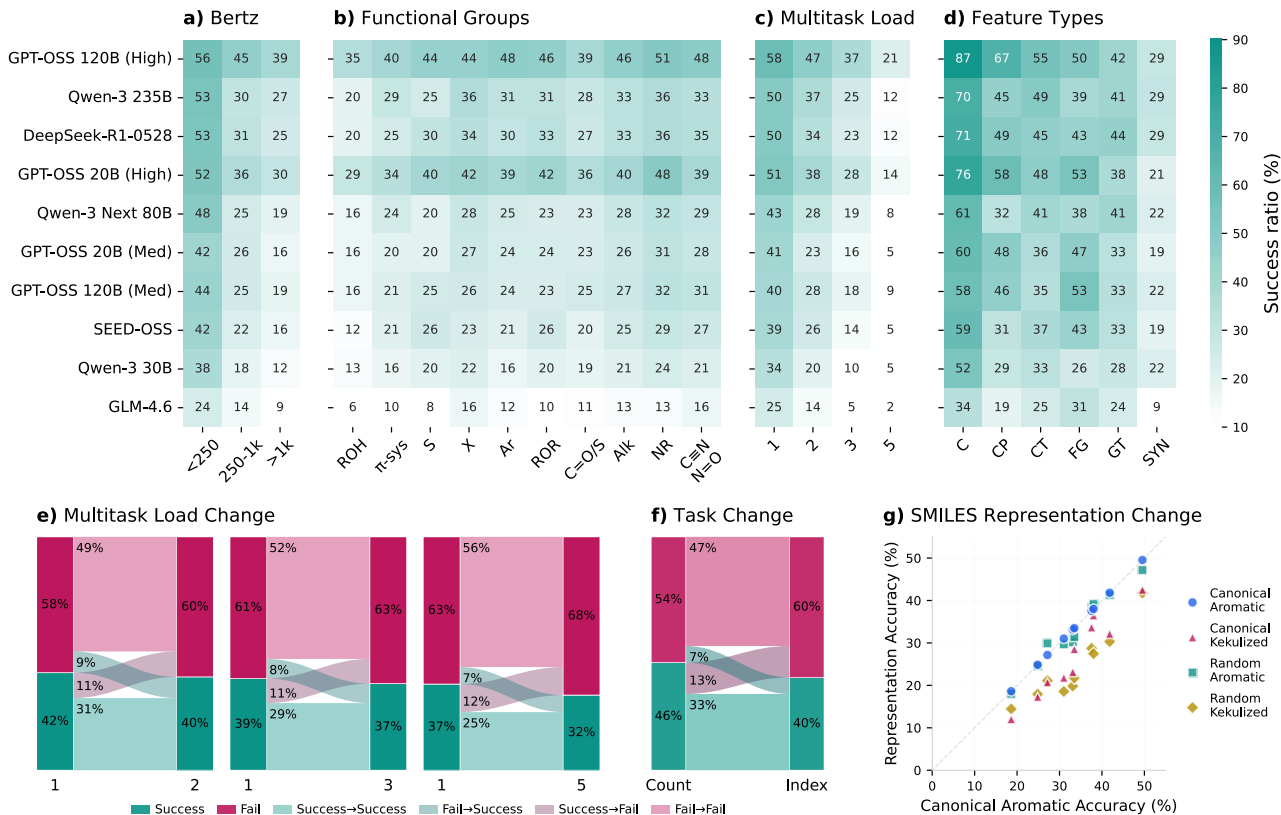 a) Bertz
b) Functional Groups
c) Multitask Load
d) Feature Types
GPT-OSS 120B (High) 56 45 39 35 40 44 44 48 46 39 46 51 48 58 47 37 21 87 67 55 50 42 29
Qwen-3 235B 53 30 27 20 29 25 36 31 31 28 33 36 33 50 37 25 12 70 45 49 39 41 29
DeepSeek-R1-0528 53 31 25 20 25 30 34 30 33 27 33 36 35 50 34 23 12 71 49 45 43 44 29
GPT-OSS 20B (High) 52 36 30 29 34 40 42 39 42 36 40 48 39 51 38 28 14 76 58 48 53 38 21
Qwen-3 Next 80B 48 25 19 16 24 20 28 25 23 23 28 32 29 43 28 19 8 61 32 41 38 41 22
GPT-OSS 20B (Med) 42 26 16 16 20 20 27 24 24 23 26 31 28 41 23 16 5 60 48 36 47 33 19
GPT-OSS 120B (Med) 44 25 16 16 21 25 26 24 23 25 27 32 31 40 28 18 9 58 46 35 53 33 22
SEED-OSS 42 22 16 12 21 26 23 21 26 20 25 29 27 39 26 14 5 59 31 37 43 33 19
Qwen-3 30B 38 18 12 13 16 20 22 16 20 19 21 24 21 34 20 10 5 52 29 33 26 28 22
GLM-4.6 24 14 9 6 10 8 16 12 10 11 13 13 16 25 14 5 2 34 19 25 31 24 9
<250 250-1k >1k ROH π-sys S X Ar ROR C=O/S Alk NR C≡N 1 2 3 5 C CP CT FG GT SYN
N=O
90
80
70
60
50
40
30
20
10
Success ratio (%)
e) Multitask Load Change
58%
42%
49%
9%
11%
31%
60%
40%
1 2
61%
39%
52%
8%
11%
29%
63%
37%
1 3
63%
37%
56%
7%
12%
25%
68%
32%
1 5
f) Task Change
54%
46%
47%
7%
13%
33%
60%
40%
Count Index
Success Fail Success→Success Fail→Success Success→Fail Fail→Fail
g) SMILES Representation Change
Representation Accuracy (%)
50
40
30
20
10
0 10 20 30 40 50
Canonical Aromatic Accuracy (%)
Canonical
Aromatic
Canonical
Kekulized
Random
Aromatic
Random
Kekulized